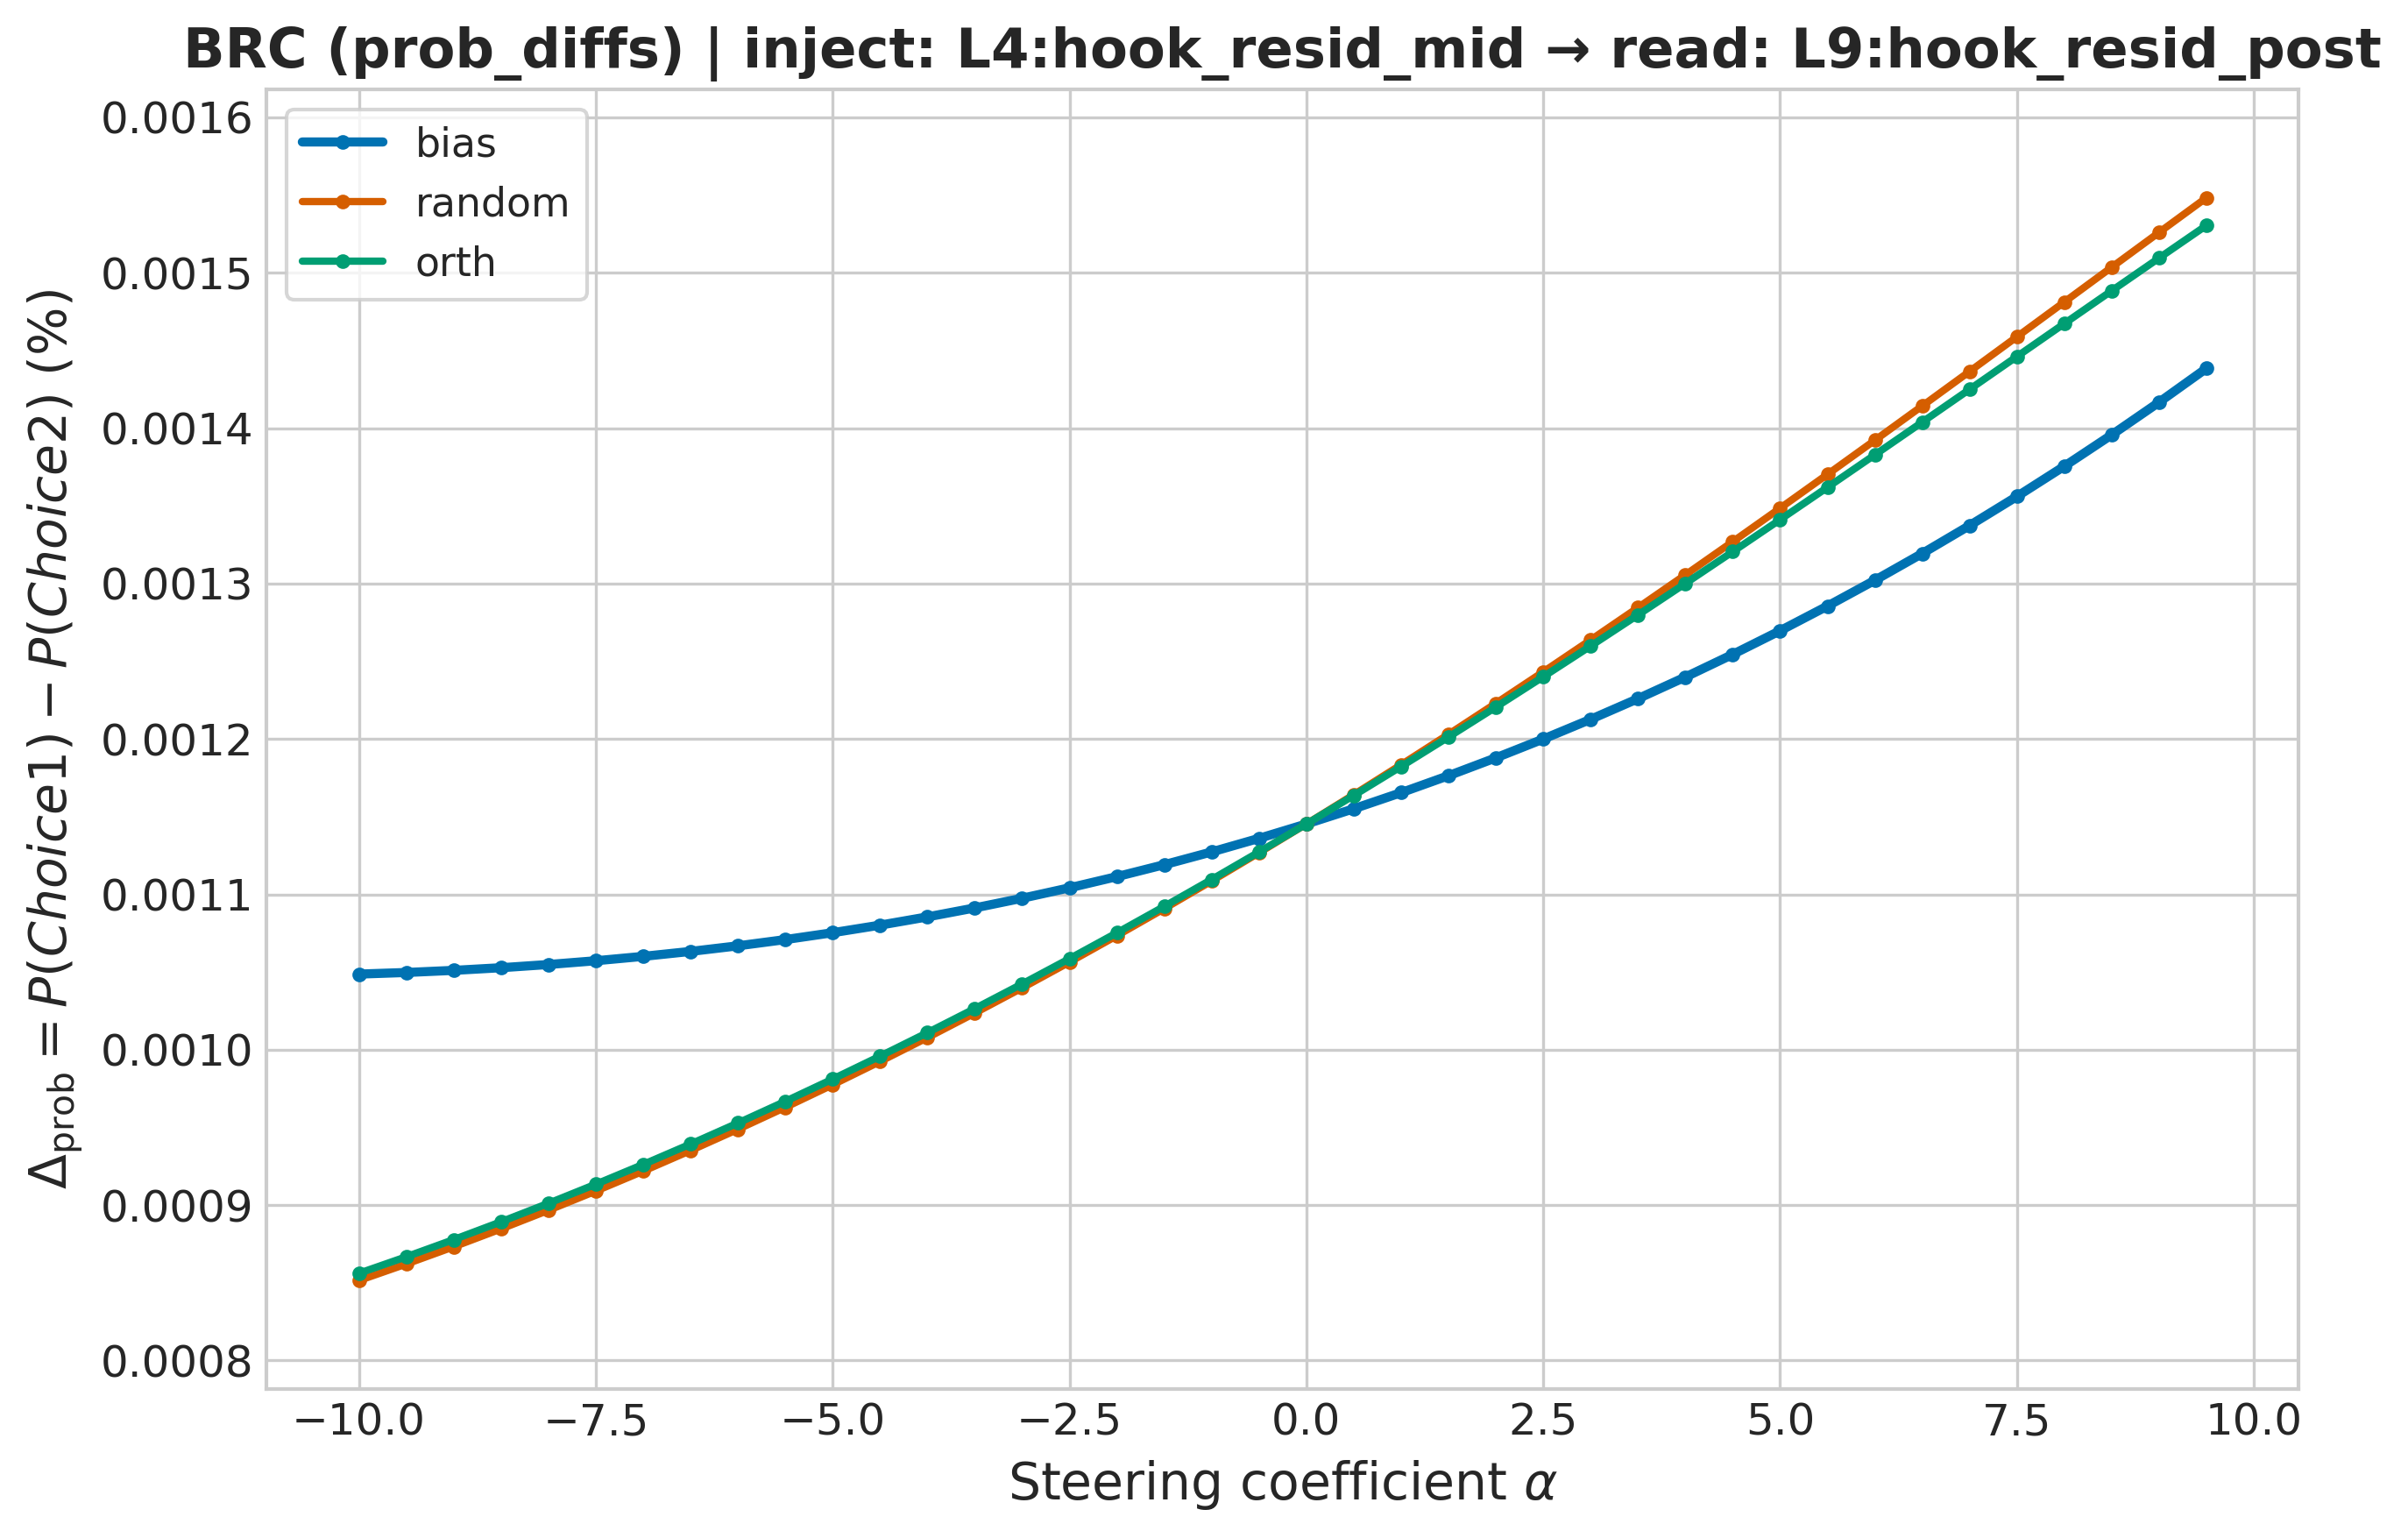 BRC (prob_diffs) | inject: L4:hook_resid_mid → read: L9:hook_resid_post
0.0016
0.0015
0.0014
0.0013
0.0012
0.0011
0.0010
0.0009
0.0008
bias
random
orth
Δprob = P(Choice1) − P(Choice2) (%)
−10.0 −7.5 −5.0 −2.5 0.0 2.5 5.0 7.5 10.0
Steering coefficient α